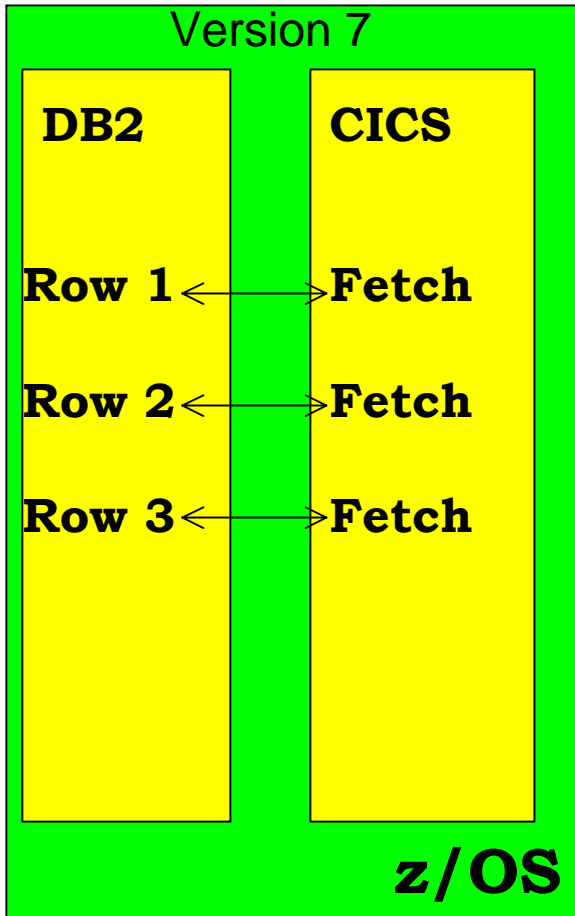 Version 7
DB2 CICS
Row 1 Fetch
Row 2 Fetch
Row 3 Fetch
z/OS